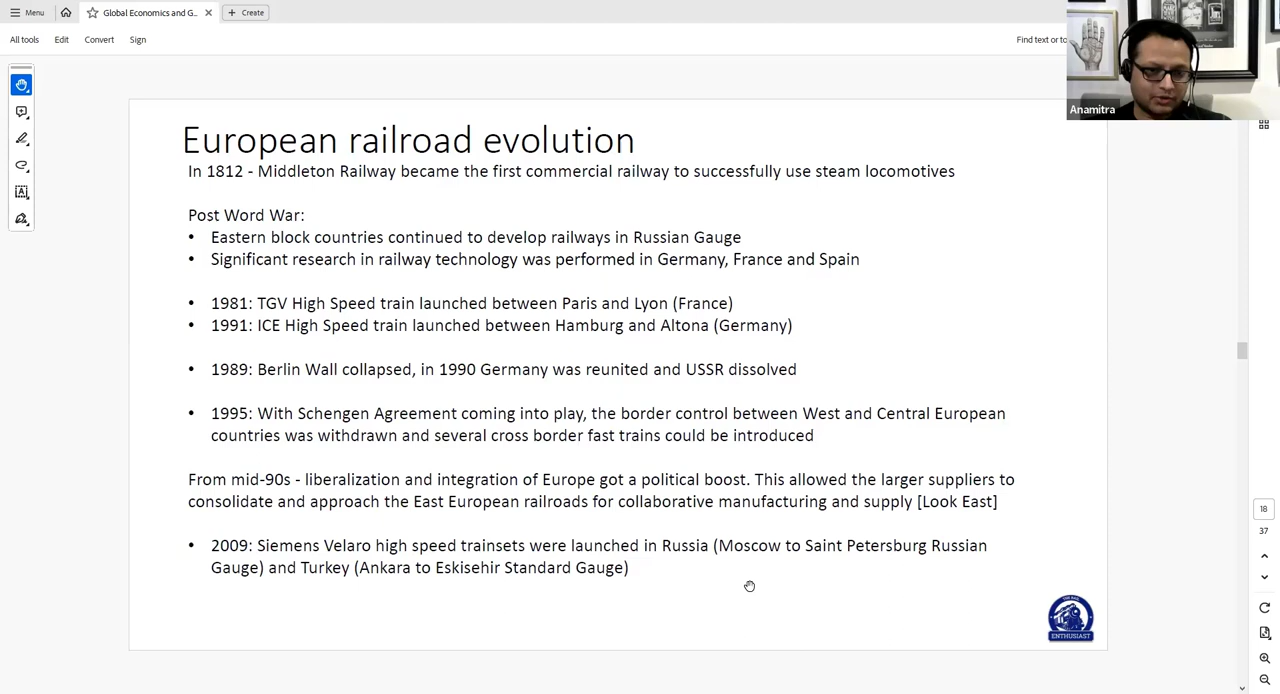 Menu
Global Economics and G...
Create
All tools
Edit
Convert
Sign
Find text or to
Anamitra
European railroad evolution
In 1812 - Middleton Railway became the first commercial railway to successfully use steam locomotives
Post Word War:
• Eastern block countries continued to develop railways in Russian Gauge
• Significant research in railway technology was performed in Germany, France and Spain
• 1981: TGV High Speed train launched between Paris and Lyon (France)
• 1991: ICE High Speed train launched between Hamburg and Altona (Germany)
• 1989: Berlin Wall collapsed, in 1990 Germany was reunited and USSR dissolved
• 1995: With Schengen Agreement coming into play, the border control between West and Central European
countries was withdrawn and several cross border fast trains could be introduced
From mid-90s - liberalization and integration of Europe got a political boost. This allowed the larger suppliers to
consolidate and approach the East European railroads for collaborative manufacturing and supply [Look East]
• 2009: Siemens Velaro high speed trainsets were launched in Russia (Moscow to Saint Petersburg Russian
Gauge) and Turkey (Ankara to Eskisehir Standard Gauge)
18
37
THE RAIL
ENTHUSIAST